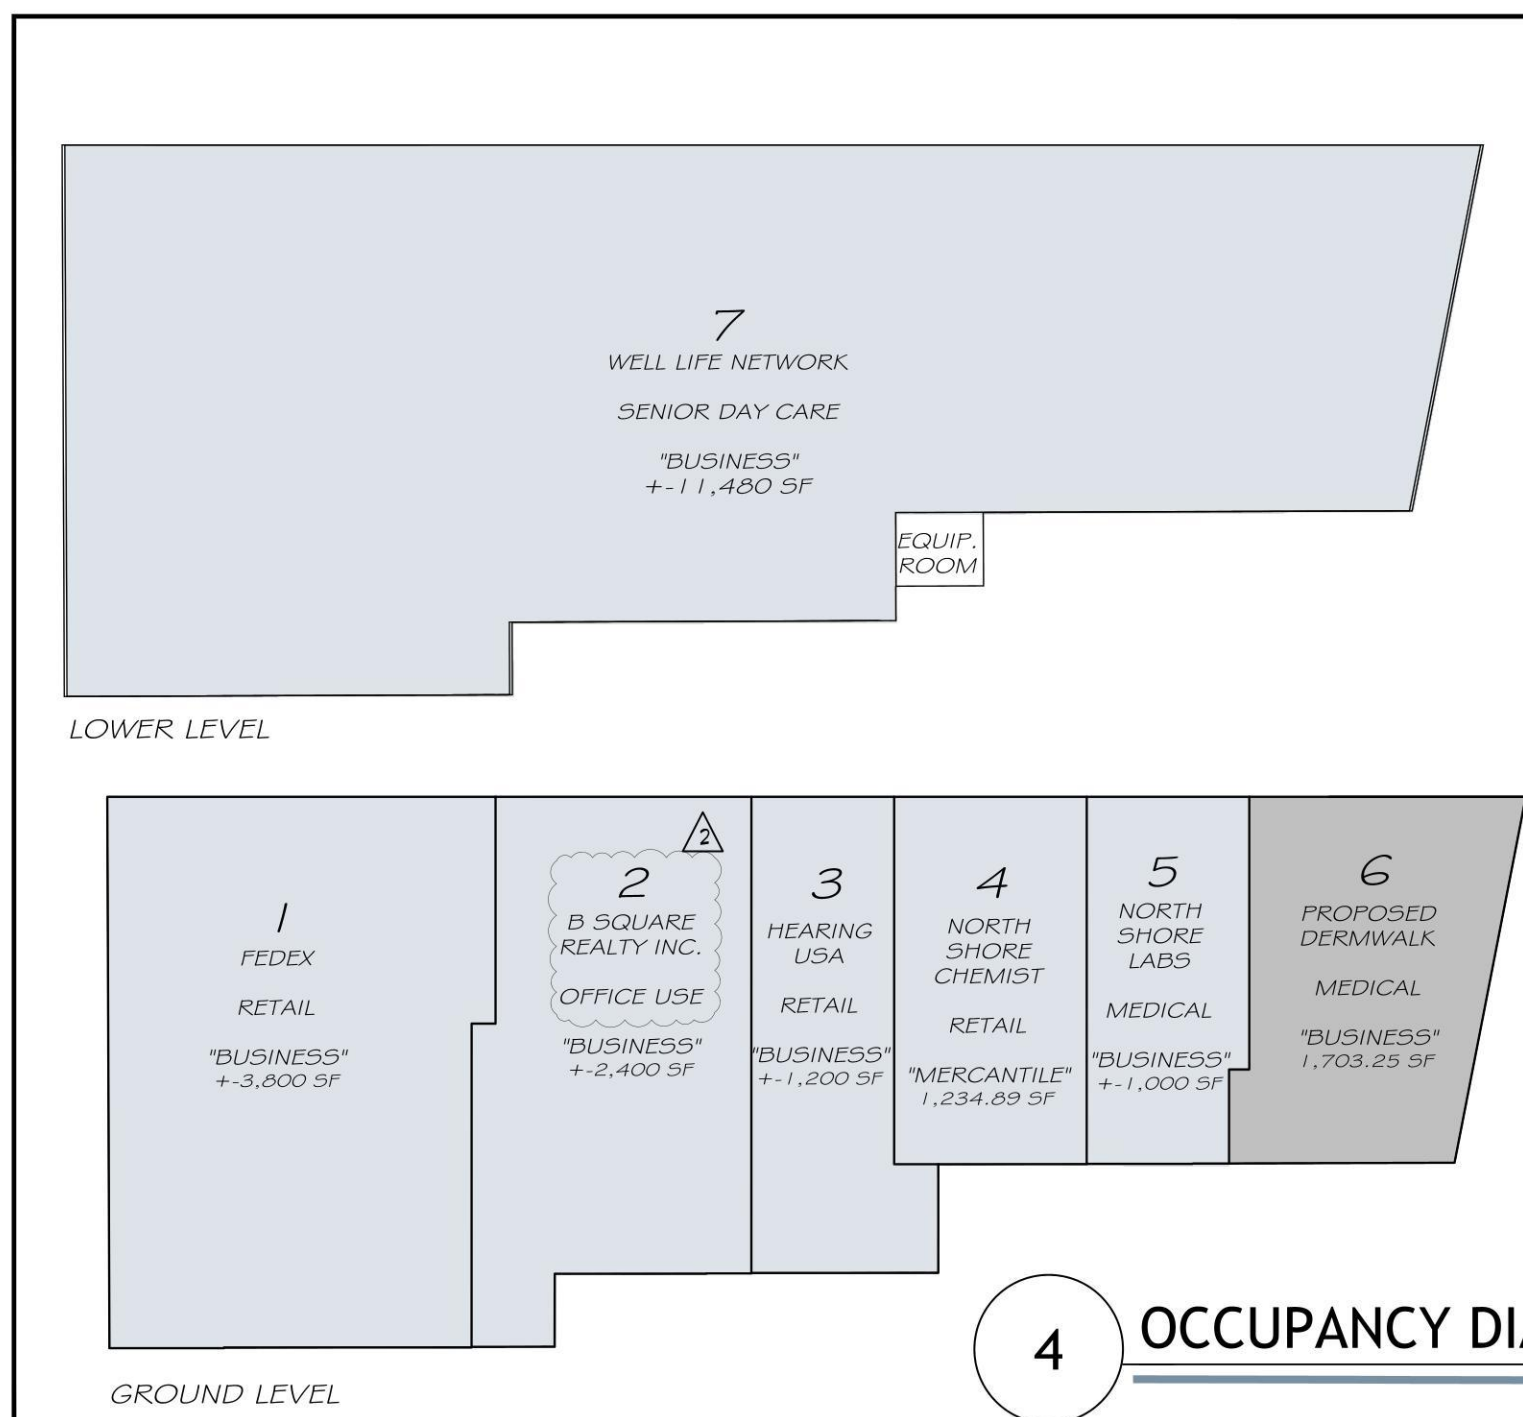 7
WELL LIFE NETWORK
SENIOR DAY CARE
"BUSINESS"
+-11,480 SF
EQUIP.
ROOM
LOWER LEVEL
1
FEDEX
RETAIL
"BUSINESS"
+-3,800 SF
2
2
B SQUARE
REALTY INC.
OFFICE USE
"BUSINESS"
+-2,400 SF
3
HEARING
USA
RETAIL
"BUSINESS"
+-1,200 SF
4
NORTH
SHORE
CHEMIST
RETAIL
"MERCANTILE"
1,234.89 SF
5
NORTH
SHORE
LABS
MEDICAL
"BUSINESS"
+-1,000 SF
6
PROPOSED
DERMWALK
MEDICAL
"BUSINESS"
1,703.25 SF
GROUND LEVEL
4
OCCUPANCY DI